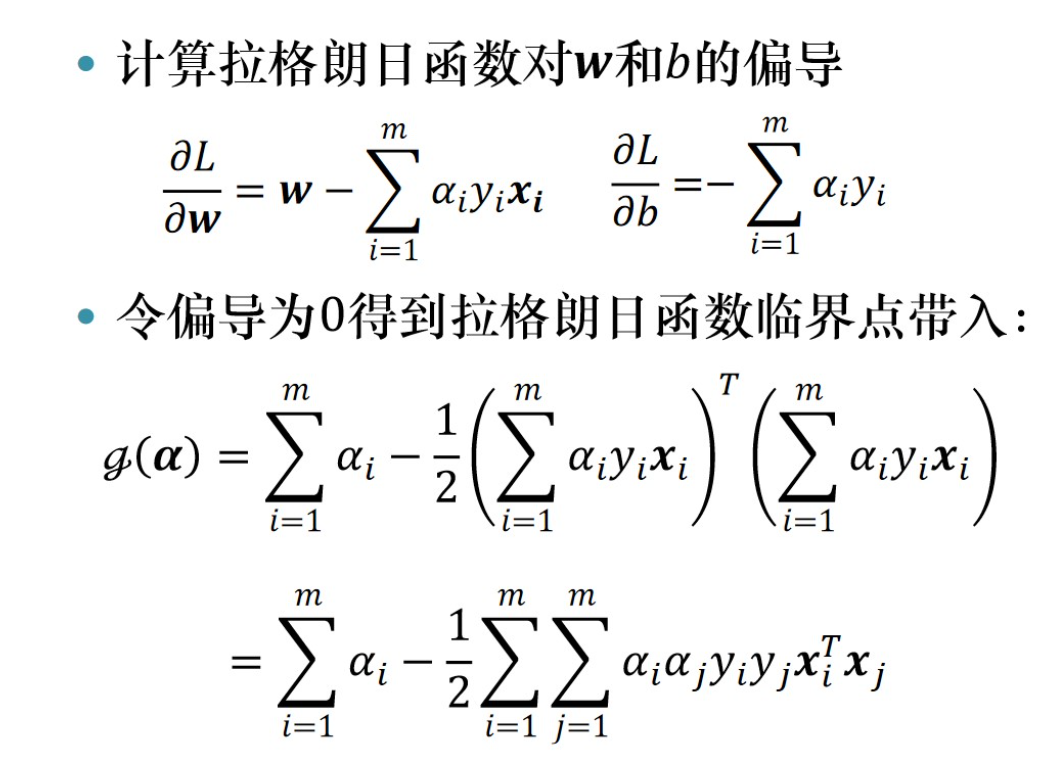 • 计算拉格朗日函数对w和b的偏导
∂L/∂w = w − ∑_{i=1}^{m} α_i y_i x_i    ∂L/∂b = − ∑_{i=1}^{m} α_i y_i
• 令偏导为0得到拉格朗日函数临界点带入：
g(α) = ∑_{i=1}^{m} α_i − 1/2 (∑_{i=1}^{m} α_i y_i x_i)^T (∑_{i=1}^{m} α_i y_i x_i)
= ∑_{i=1}^{m} α_i − 1/2 ∑_{i=1}^{m} ∑_{j=1}^{m} α_i α_j y_i y_j x_i^T x_j